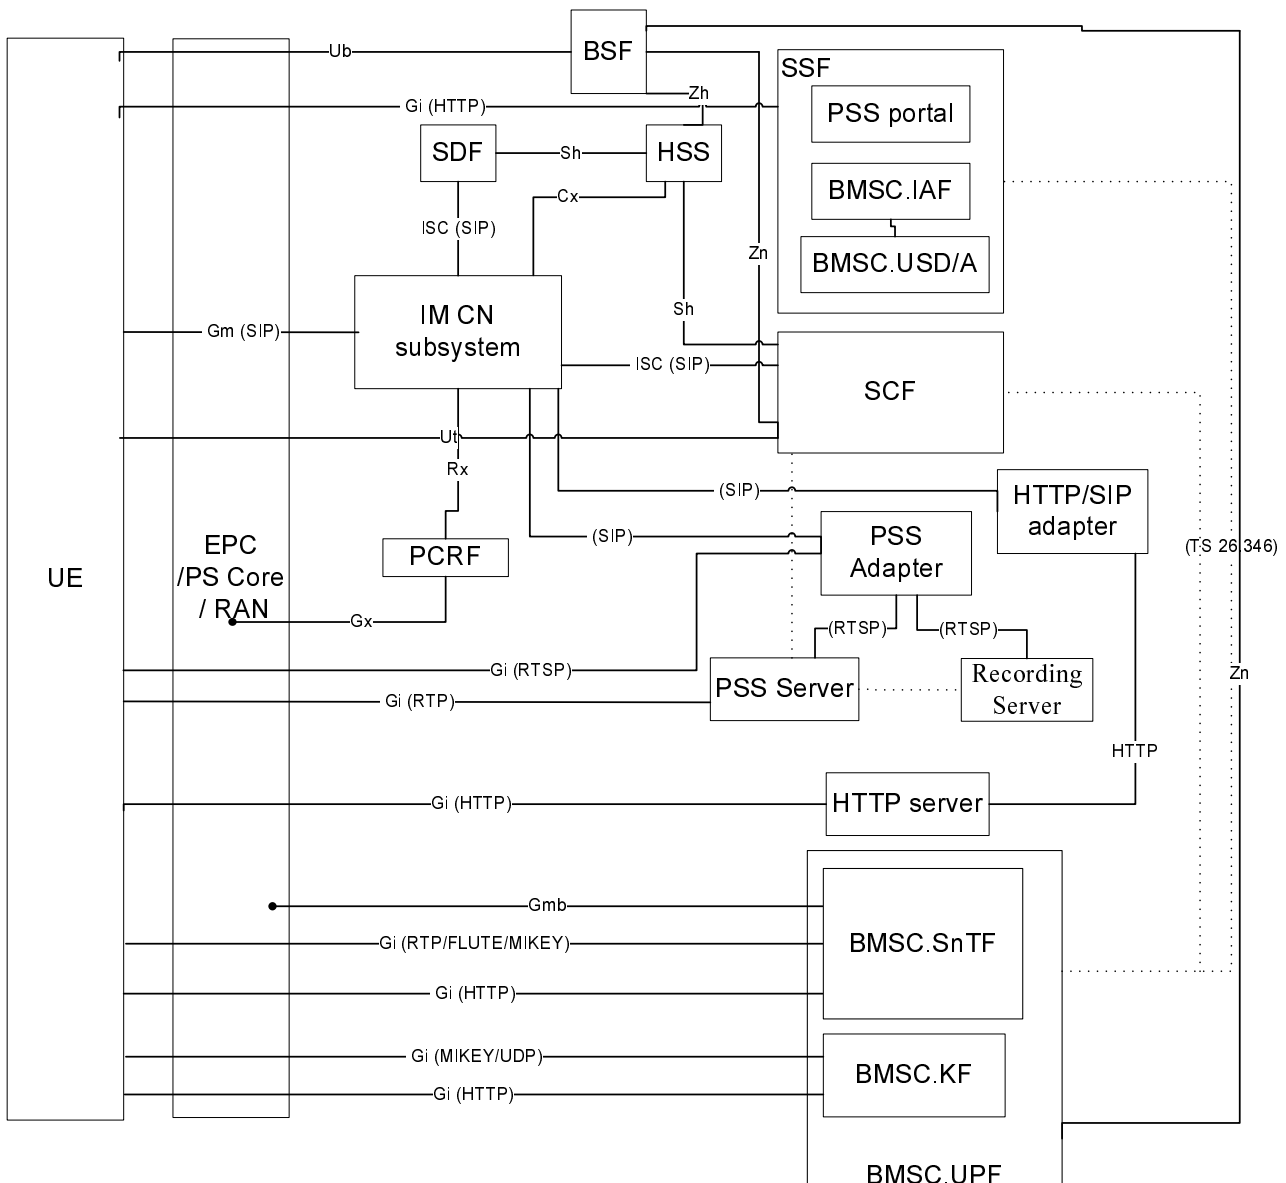 BSF
Ub
SSF
Zh
Gi (HTTP)
PSS portal
SDF
Sh
HSS
BMSC.IAF
Cx
ISC (SIP)
Zn
BMSC.USD/A
Sh
IM CN
subsystem
Gm (SIP)
ISC (SIP)
SCF
Ut
Rx
(SIP)
HTTP/SIP
adapter
(SIP)
PSS
Adapter
(TS 26.346)
EPC
/PS Core
/ RAN
PCRF
UE
Gx
(RTSP)
(RTSP)
Gi (RTSP)
PSS Server
Recording
Server
Zn
Gi (RTP)
HTTP
Gi (HTTP)
HTTP server
Gmb
Gi (RTP/FLUTE/MIKEY)
BMSC.SnTF
Gi (HTTP)
Gi (MIKEY/UDP)
BMSC.KF
Gi (HTTP)
BMSC.UPF